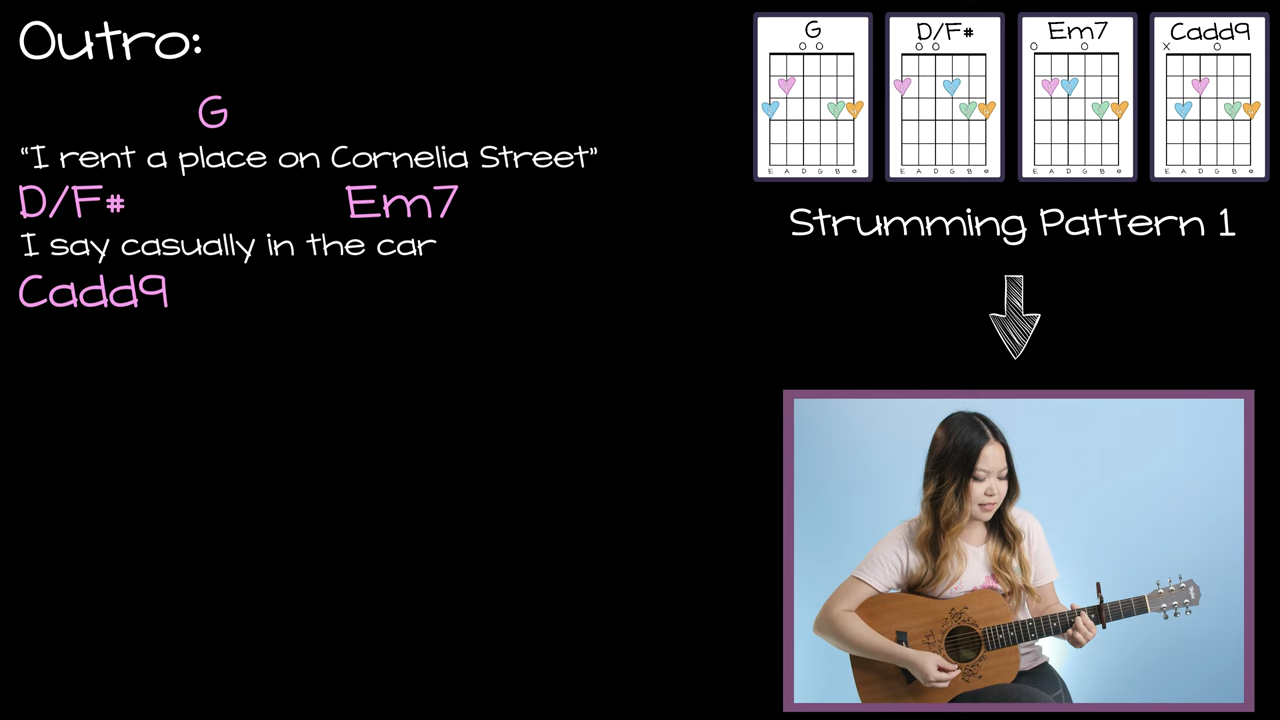 Outro:
G
“I rent a place on Cornelia Street”
D/F# Em7
I say casually in the car
Cadd9
G
O O
E A D G B e
D/F#
O O
E A D G B e
Em7
O O
E A D G B e
Cadd9
X O
E A D G B e
Strumming Pattern 1